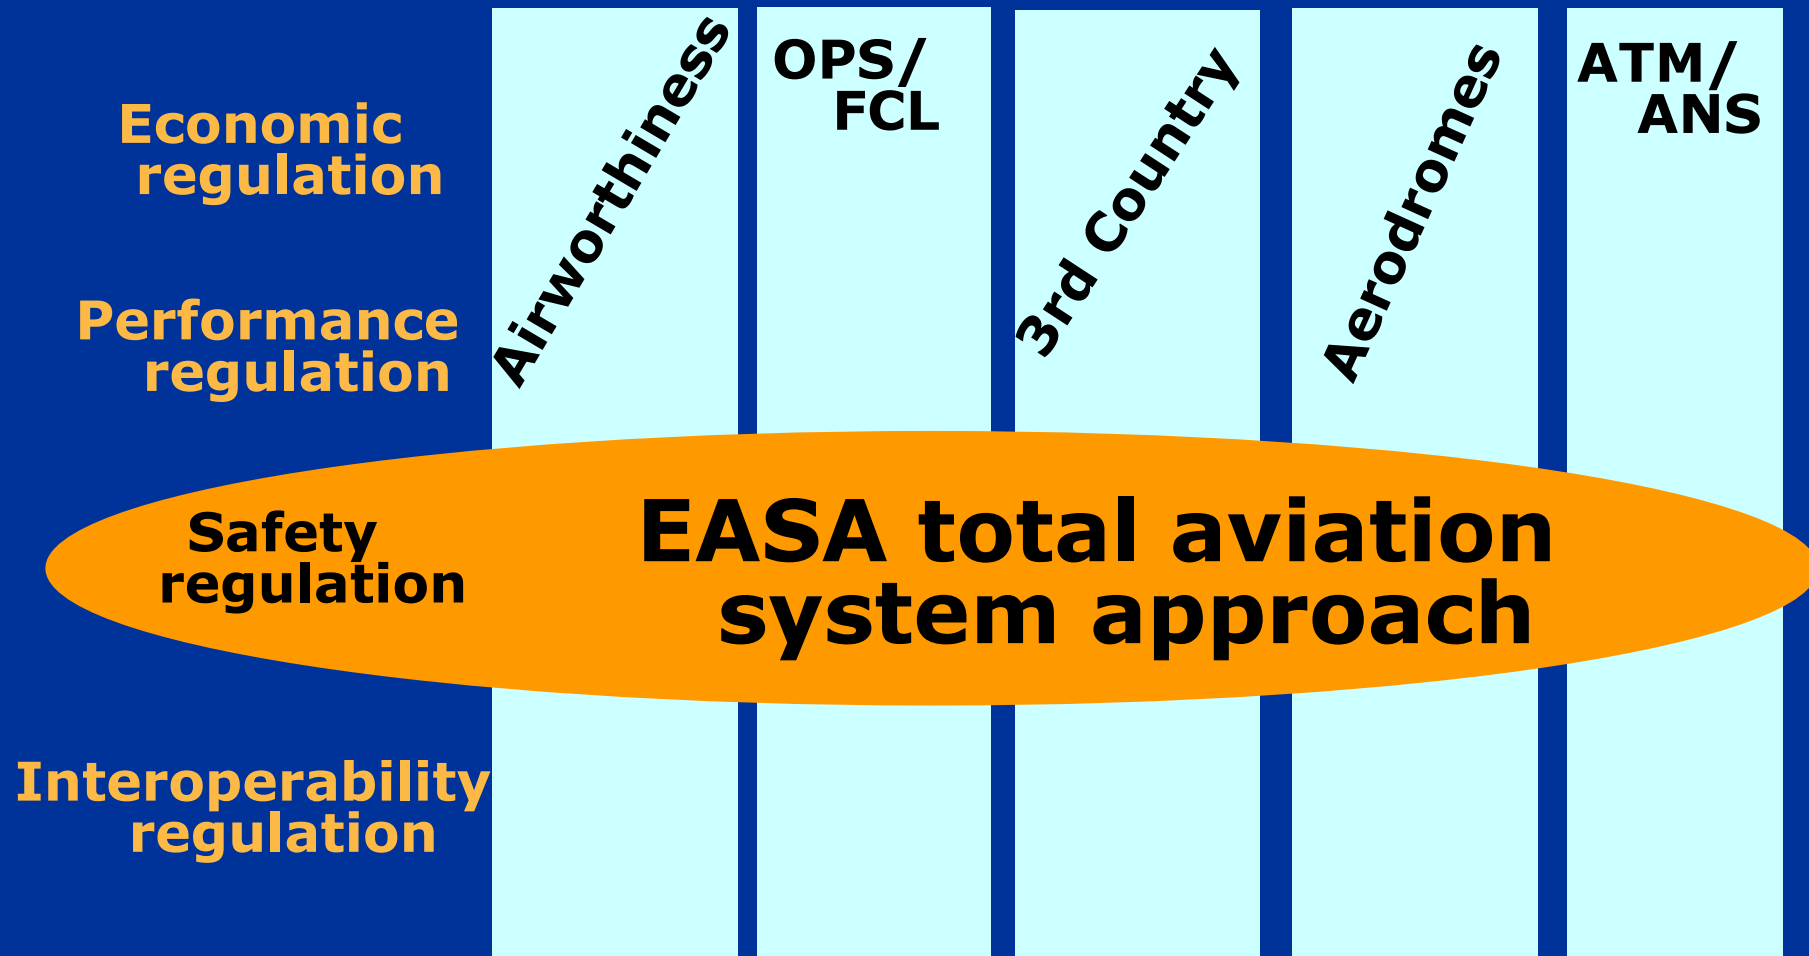 Economic
regulation
Performance
regulation
Airworthiness
OPS/
FCL
3rd Country
Aerodromes
ATM/
ANS
Safety
regulation
EASA total aviation
system approach
Interoperability
regulation